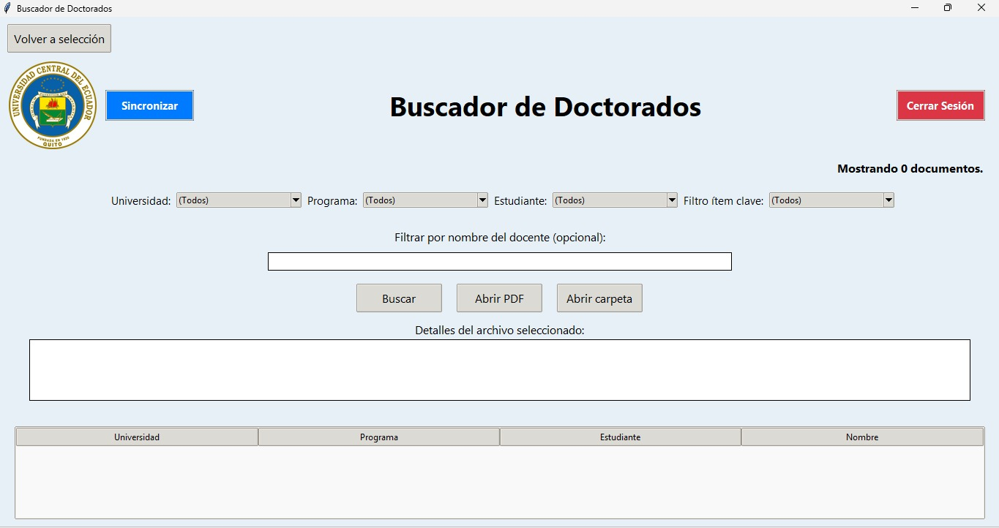 Buscador de Doctorados
Volver a selección
UNIVERSIDAD CENTRAL DEL ECUADOR
FUNDADA EN 1620
QUITO
Sincronizar
Buscador de Doctorados
Cerrar Sesión
Mostrando 0 documentos.
Universidad: (Todos) Programa: (Todos) Estudiante: (Todos) Filtro ítem clave: (Todos)
Filtrar por nombre del docente (opcional):
Buscar Abrir PDF Abrir carpeta
Detalles del archivo seleccionado:
Universidad Programa Estudiante Nombre